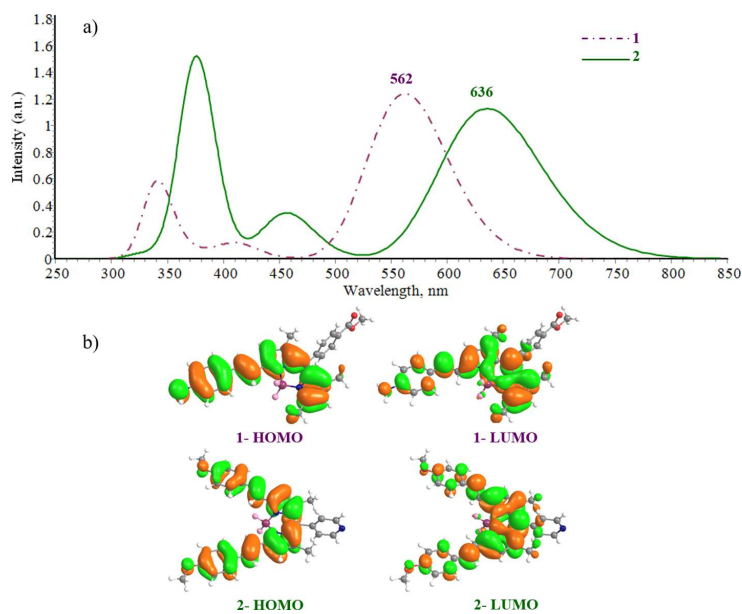 a)
1
2
562
636
Intensity (a.u.)
1.8
1.6
1.4
1.2
1
0.8
0.6
0.4
0.2
0
250 300 350 400 450 500 550 600 650 700 750 800 850
Wavelength, nm
b)
1- HOMO 1- LUMO
2- HOMO 2- LUMO